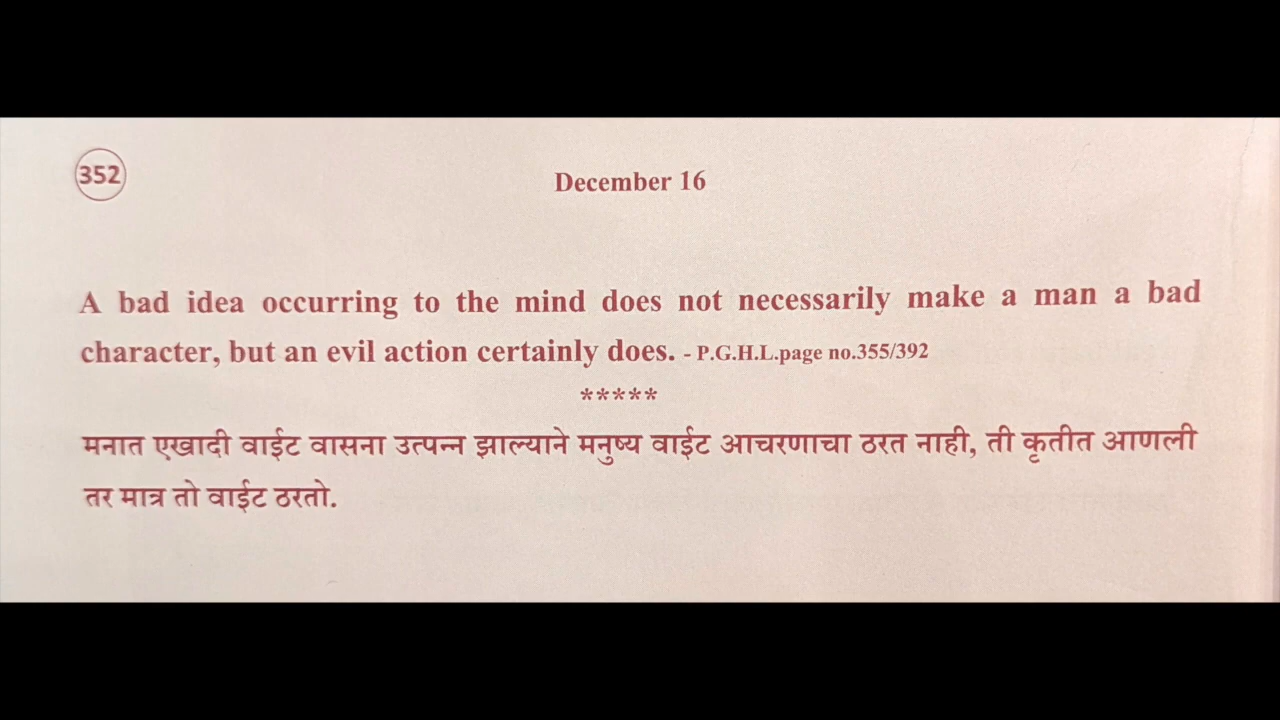 352
December 16
A bad idea occurring to the mind does not necessarily make a man a bad
character, but an evil action certainly does. - P.G.H.L.page no.355/392
*****
मनात एखादी वाईट वासना उत्पन्न झाल्याने मनुष्य वाईट आचरणाचा ठरत नाही, ती कृतीत आणली
तर मात्र तो वाईट ठरतो.